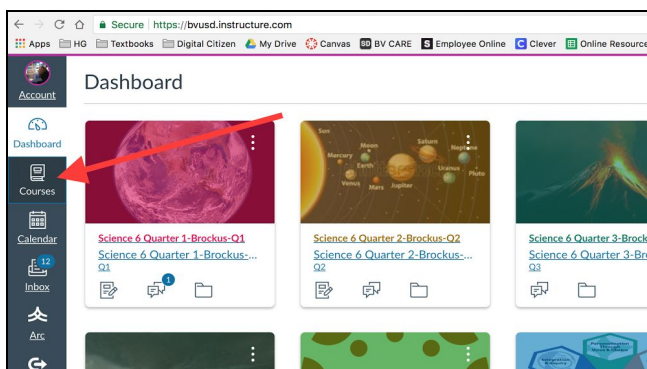 Secure https://bvusd.instructure.com
Apps HG Textbooks Digital Citizen My Drive Canvas BV CARE Employee Online Clever Online Resource
Account
Dashboard
Dashboard
Courses
Calendar
12
Inbox
Arc
Sun
Mercury Moon Saturn Neptune
Earth Uranus
Venus Mars Jupiter Pluto
Science 6 Quarter 1-Brockus-Q1
Science 6 Quarter 1-Brockus-...
Q1
1
Science 6 Quarter 2-Brockus-Q2
Science 6 Quarter 2-Brockus-...
Q2
Science 6 Quarter 3-Brock
Science 6 Quarter 3-Br
Q3